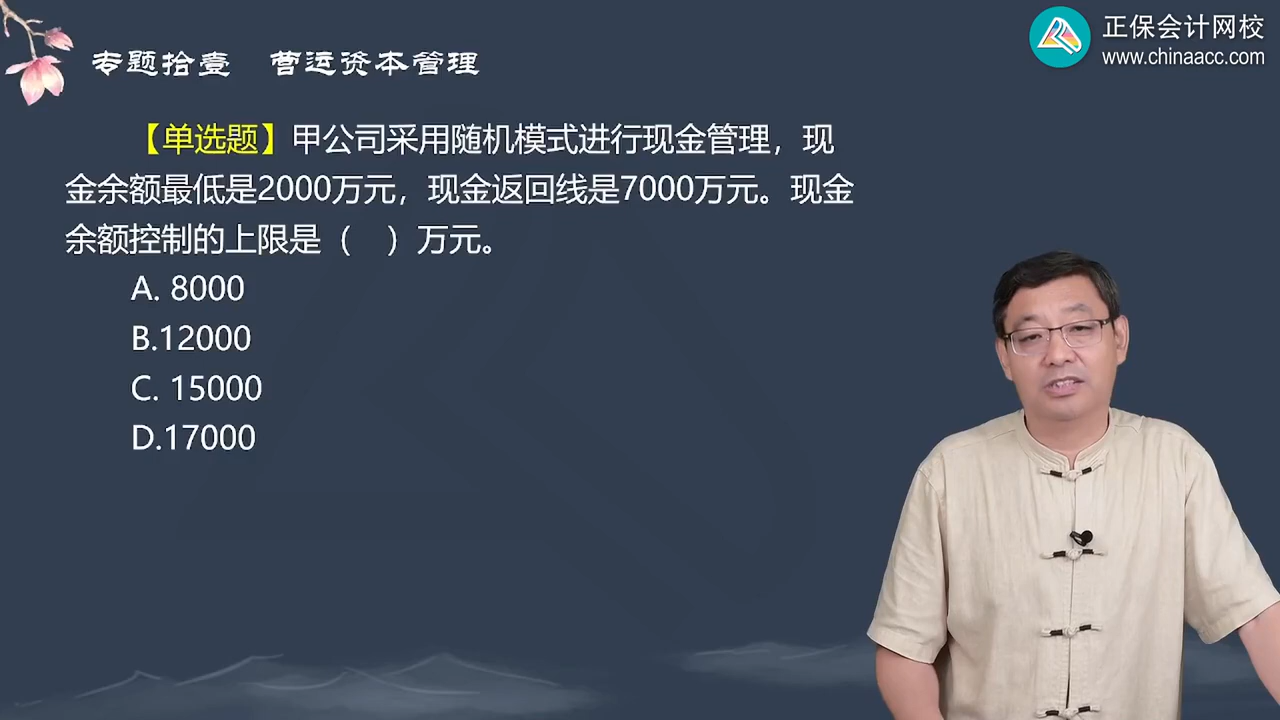 正保会计网校
www.chinaacc.com
专题拾壹 营运资本管理
【单选题】甲公司采用随机模式进行现金管理，现
金余额最低是2000万元，现金返回线是7000万元。现金
余额控制的上限是（ ）万元。
A. 8000
B.12000
C. 15000
D.17000